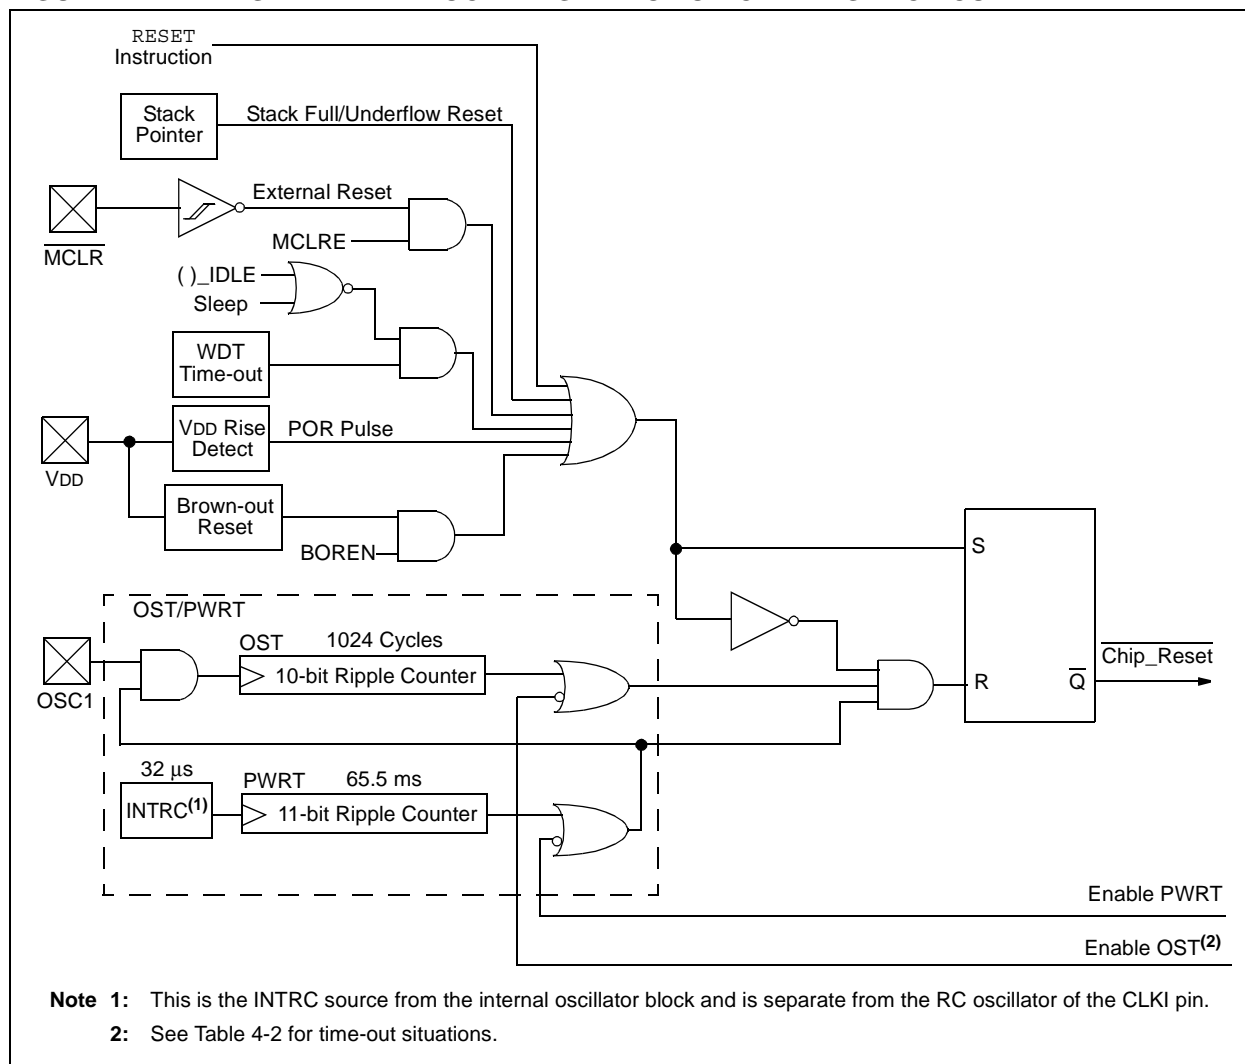 RESET
Instruction
Stack
Pointer
Stack Full/Underflow Reset
External Reset
MCLR
MCLRE
( )_IDLE
Sleep
WDT
Time-out
VDD Rise
Detect
POR Pulse
VDD
Brown-out
Reset
BOREN
S
OST/PWRT
OST
1024 Cycles
10-bit Ripple Counter
OSC1
R
Q
Chip_Reset
32 μs
INTRC(1)
PWRT
65.5 ms
11-bit Ripple Counter
Enable PWRT
Enable OST(2)
Note 1: This is the INTRC source from the internal oscillator block and is separate from the RC oscillator of the CLKI pin.
2: See Table 4-2 for time-out situations.